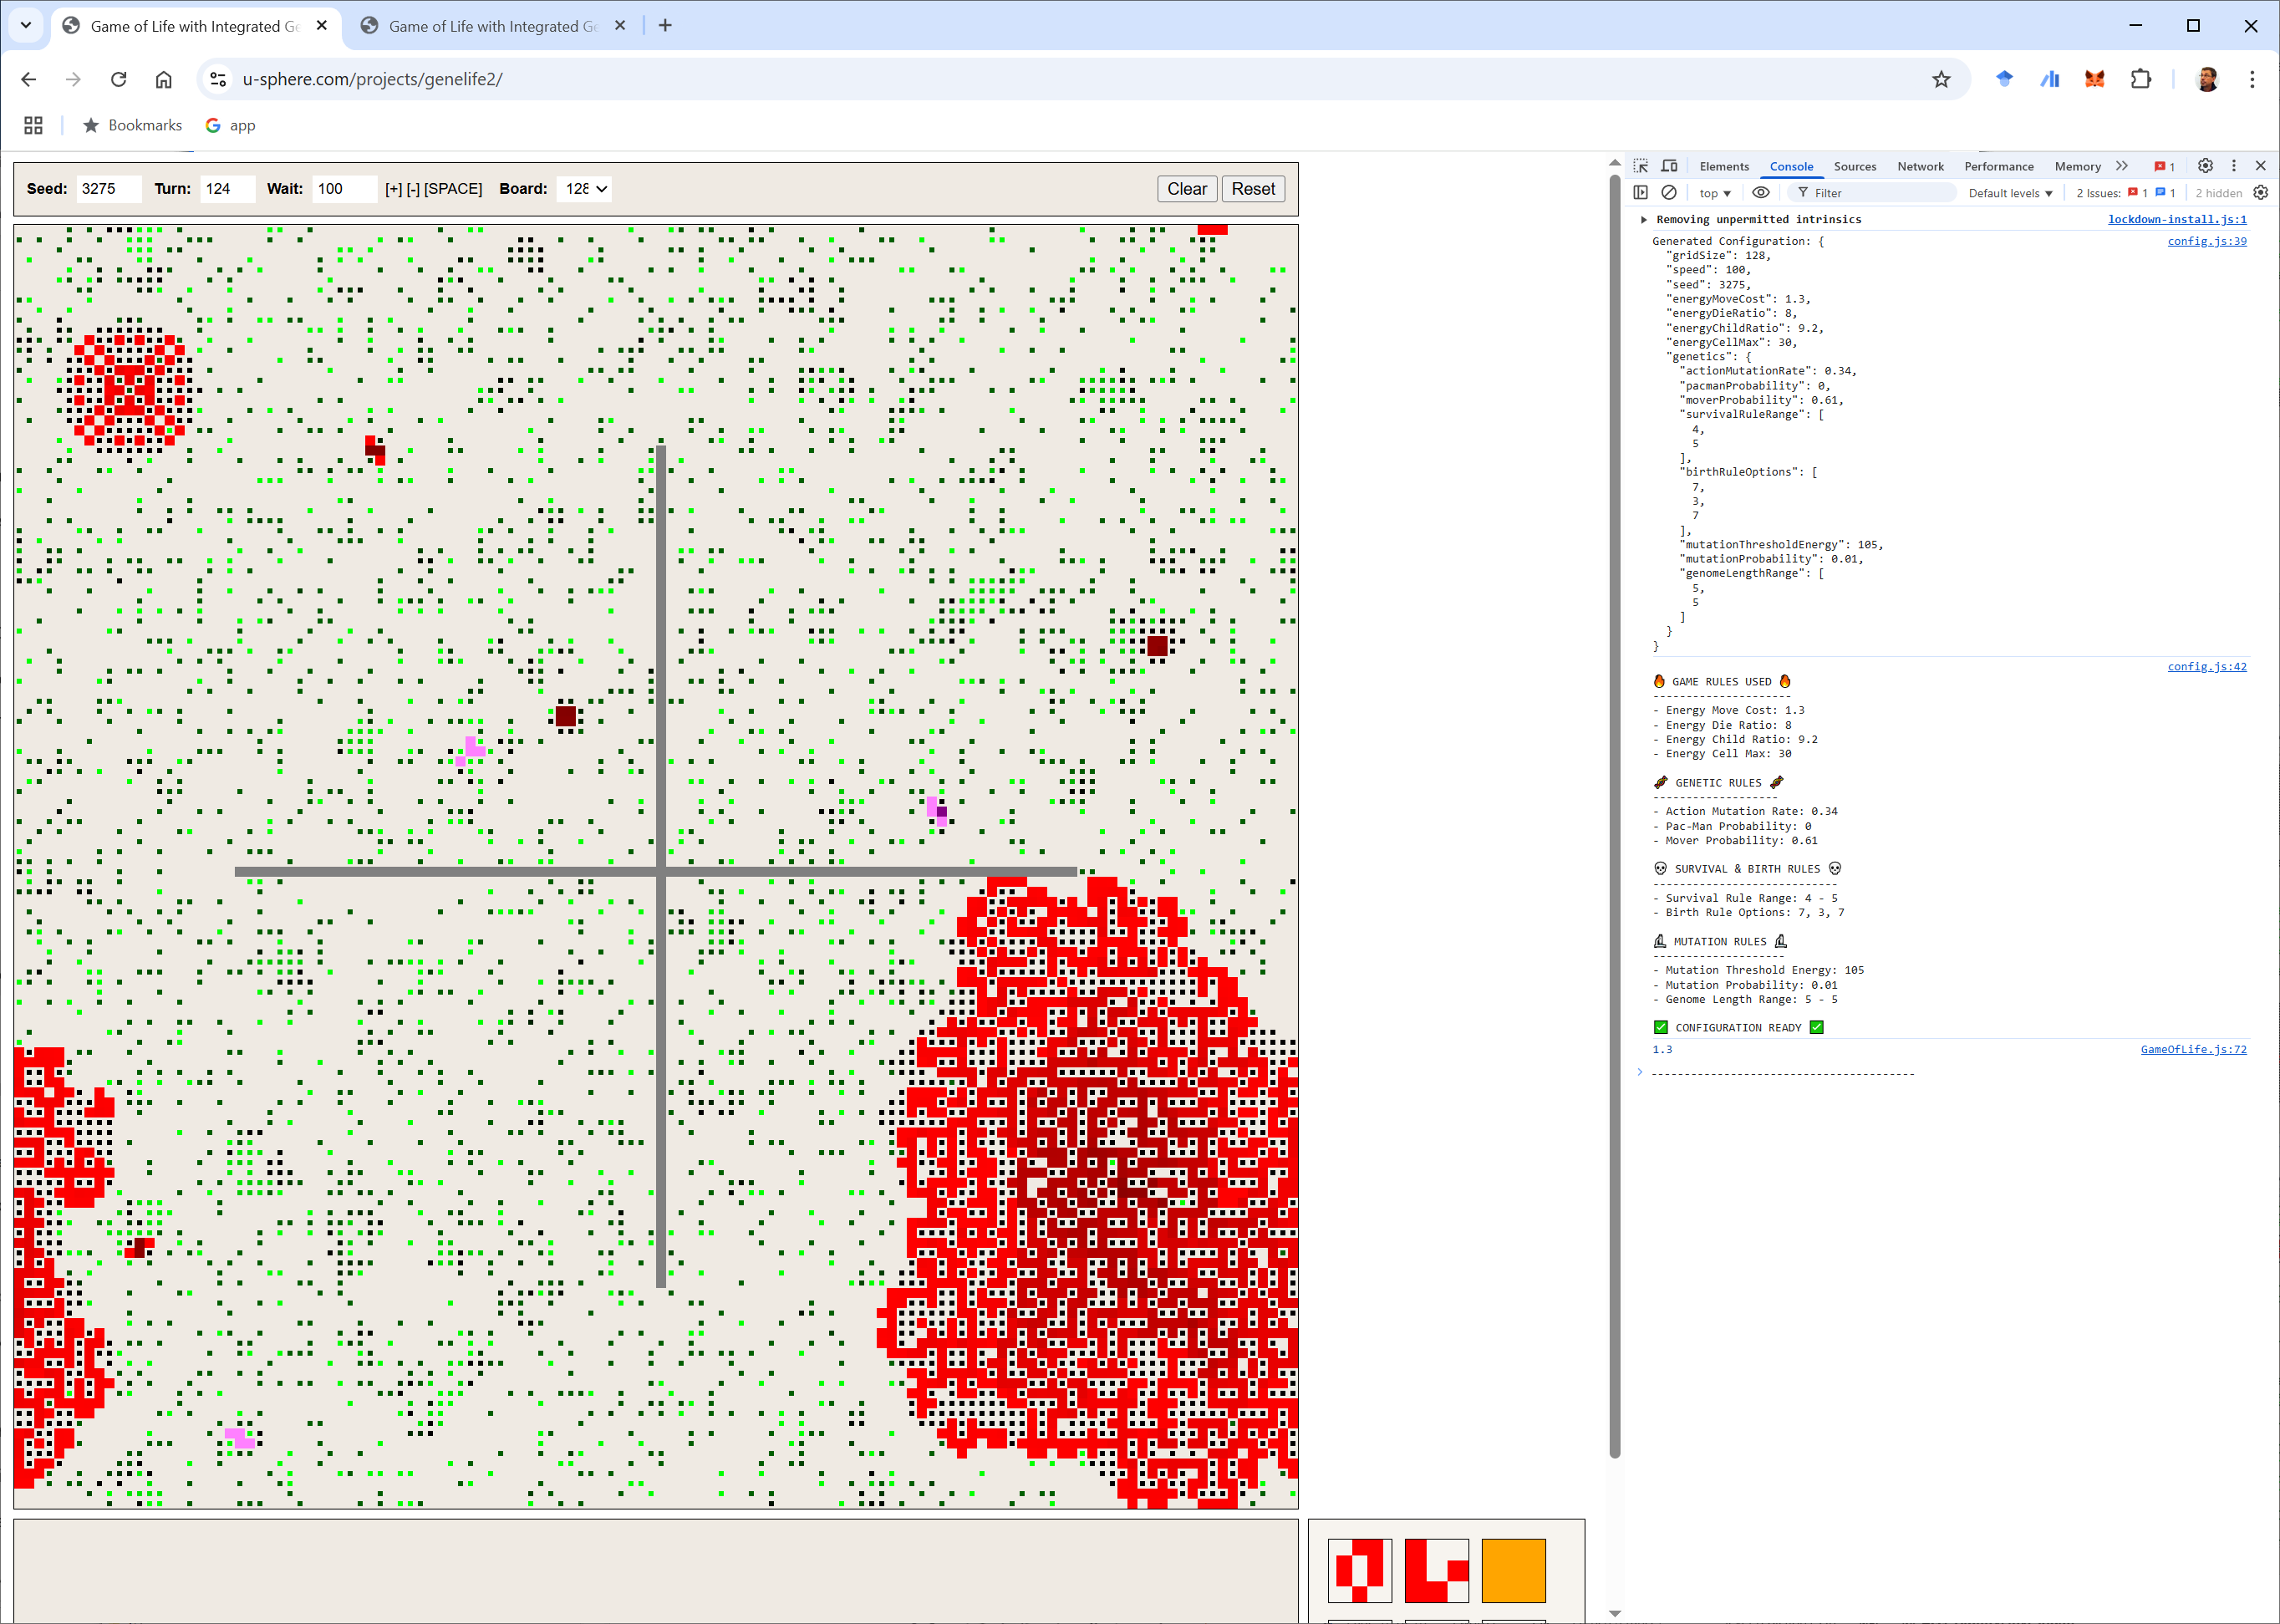 Game of Life with Integrated Ge
Game of Life with Integrated Ge
u-sphere.com/projects/genelife2/
Bookmarks
app
Seed: 3275 Turn: 124 Wait: 100 [+] [-] [SPACE] Board: 128 Clear Reset
Elements Console Sources Network Performance Memory 1
top Filter Default levels 2 Issues: 1 1 2 hidden
Removing unpermitted intrinsics lockdown-install.js:1
Generated Configuration: { config.js:39
"gridSize": 128,
"speed": 100,
"seed": 3275,
"energyMoveCost": 1.3,
"energyDieRatio": 8,
"energyChildRatio": 9.2,
"energyCellMax": 30,
"genetics": {
"actionMutationRate": 0.34,
"pacmanProbability": 0,
"moverProbability": 0.61,
"survivalRuleRange": [
4,
5
],
"birthRuleOptions": [
7,
3,
7
],
"mutationThresholdEnergy": 105,
"mutationProbability": 0.01,
"genomeLengthRange": [
5,
5
]
}
}
config.js:42
🔥 GAME RULES USED 🔥
---------------------
- Energy Move Cost: 1.3
- Energy Die Ratio: 8
- Energy Child Ratio: 9.2
- Energy Cell Max: 30
GENETIC RULES
-------------------
- Action Mutation Rate: 0.34
- Pac-Man Probability: 0
- Mover Probability: 0.61
💀 SURVIVAL & BIRTH RULES 💀
----------------------------
- Survival Rule Range: 4 - 5
- Birth Rule Options: 7, 3, 7
MUTATION RULES
--------------------
- Mutation Threshold Energy: 105
- Mutation Probability: 0.01
- Genome Length Range: 5 - 5
✅ CONFIGURATION READY ✅
1.3 GameOfLife.js:72
----------------------------------------